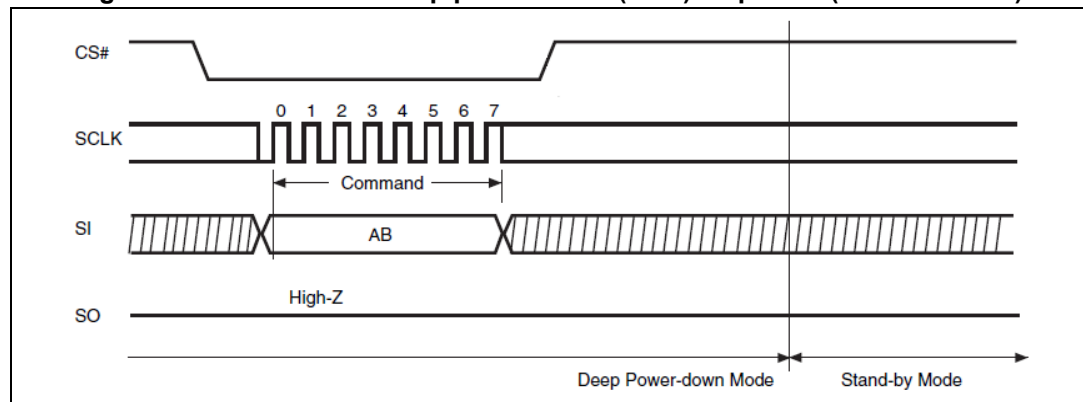 CS#
0 1 2 3 4 5 6 7
SCLK
Command
SI
AB
High-Z
SO
Deep Power-down Mode
Stand-by Mode